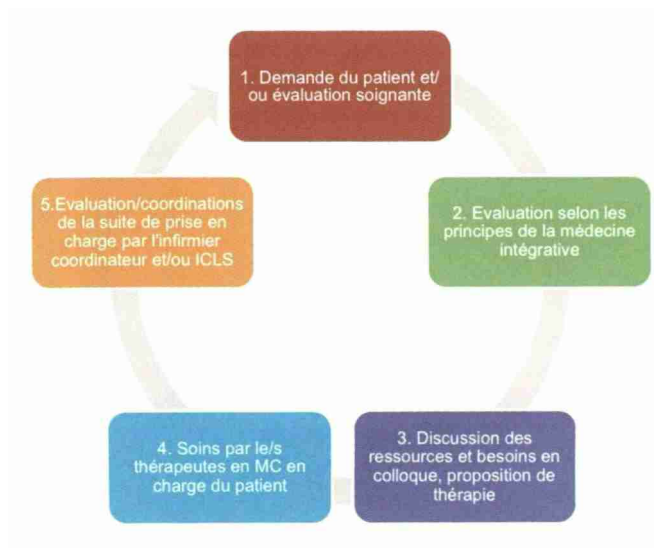 1. Demande du patient et/
ou évaluation soignante
2. Evaluation selon les
principes de la médecine
intégrative
3. Discussion des
ressources et besoins en
colloque, proposition de
thérapie
4. Soins par le/s
thérapeutes en MC en
charge du patient
5.Evaluation/coordinations
de la suite de prise en
charge par l'infirmier
coordinateur et/ou ICLS